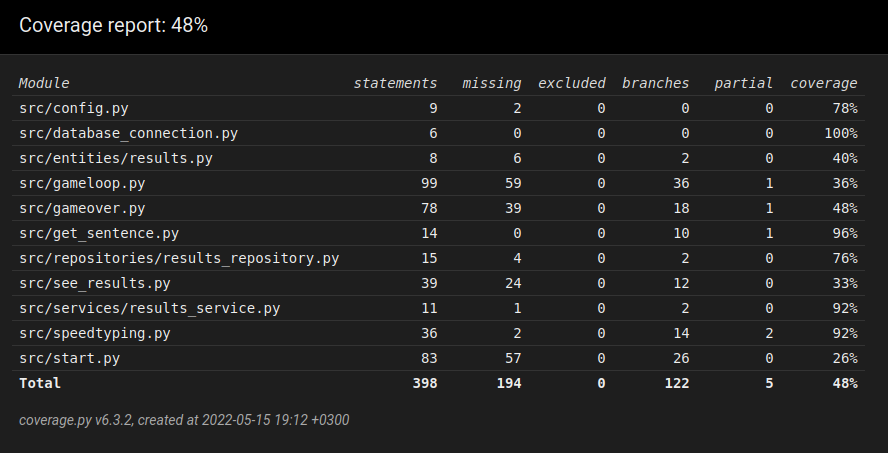 Coverage report: 48%
Module statements missing excluded branches partial coverage
src/config.py 9 2 0 0 0 78%
src/database_connection.py 6 0 0 0 0 100%
src/entities/results.py 8 6 0 2 0 40%
src/gameloop.py 99 59 0 36 1 36%
src/gameover.py 78 39 0 18 1 48%
src/get_sentence.py 14 0 0 10 1 96%
src/repositories/results_repository.py 15 4 0 2 0 76%
src/see_results.py 39 24 0 12 0 33%
src/services/results_service.py 11 1 0 2 0 92%
src/speedtyping.py 36 2 0 14 2 92%
src/start.py 83 57 0 26 0 26%
Total 398 194 0 122 5 48%
coverage.py v6.3.2, created at 2022-05-15 19:12 +0300